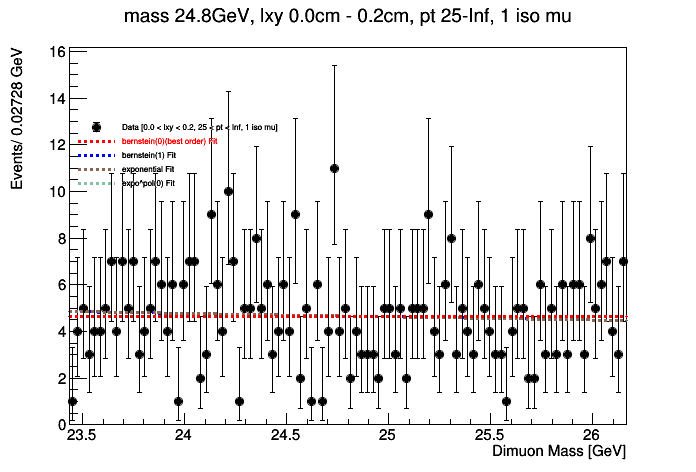 mass 24.8GeV, lxy 0.0cm - 0.2cm, pt 25-Inf, 1 iso mu
Events/ 0.02728 GeV
16
14
12
10
8
6
4
2
0
Data [0.0 < lxy < 0.2, 25 < pt < Inf, 1 iso mu]
bernstein(0)(best order) Fit
bernstein(1) Fit
exponential Fit
expo*pol(0) Fit
23.5 24 24.5 25 25.5 26
Dimuon Mass [GeV]